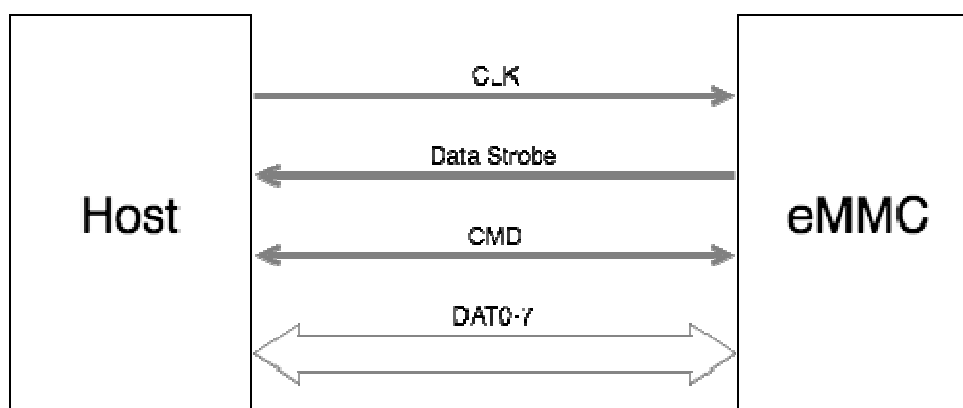 CLK
Data Strobe
Host
eMMC
CMD
DAT0-7